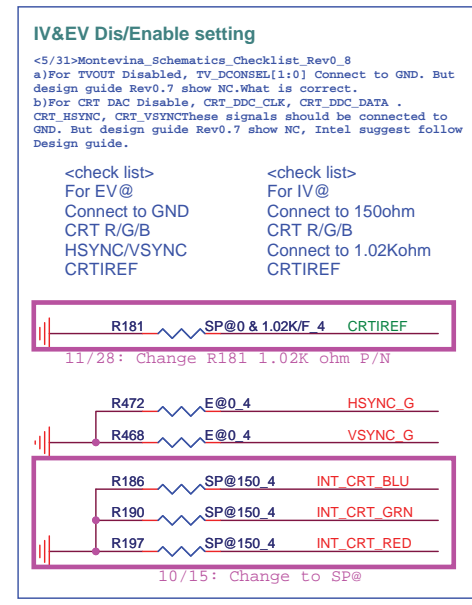 IV&EV Dis/Enable setting
<5/31>Montevina_Schematics_Checklist_Rev0_8
a)For TVOUT Disabled, TV_DCONSEL[1:0] Connect to GND. But
design guide Rev0.7 show NC.What is correct.
b)For CRT DAC Disable, CRT_DDC_CLK, CRT_DDC_DATA .
CRT_HSYNC, CRT_VSYNCThese signals should be connected to
GND. But design guide Rev0.7 show NC, Intel suggest follow
Design guide.
<check list>
For EV@
Connect to GND
CRT R/G/B
HSYNC/VSYNC
CRTIREF
<check list>
For IV@
Connect to 150ohm
CRT R/G/B
Connect to 1.02Kohm
CRTIREF
R181 SP@0 & 1.02K/F_4 CRTIREF
11/28: Change R181 1.02K ohm P/N
R472 E@0_4 HSYNC_G
R468 E@0_4 VSYNC_G
R186 SP@150_4 INT_CRT_BLU
R190 SP@150_4 INT_CRT_GRN
R197 SP@150_4 INT_CRT_RED
10/15: Change to SP@